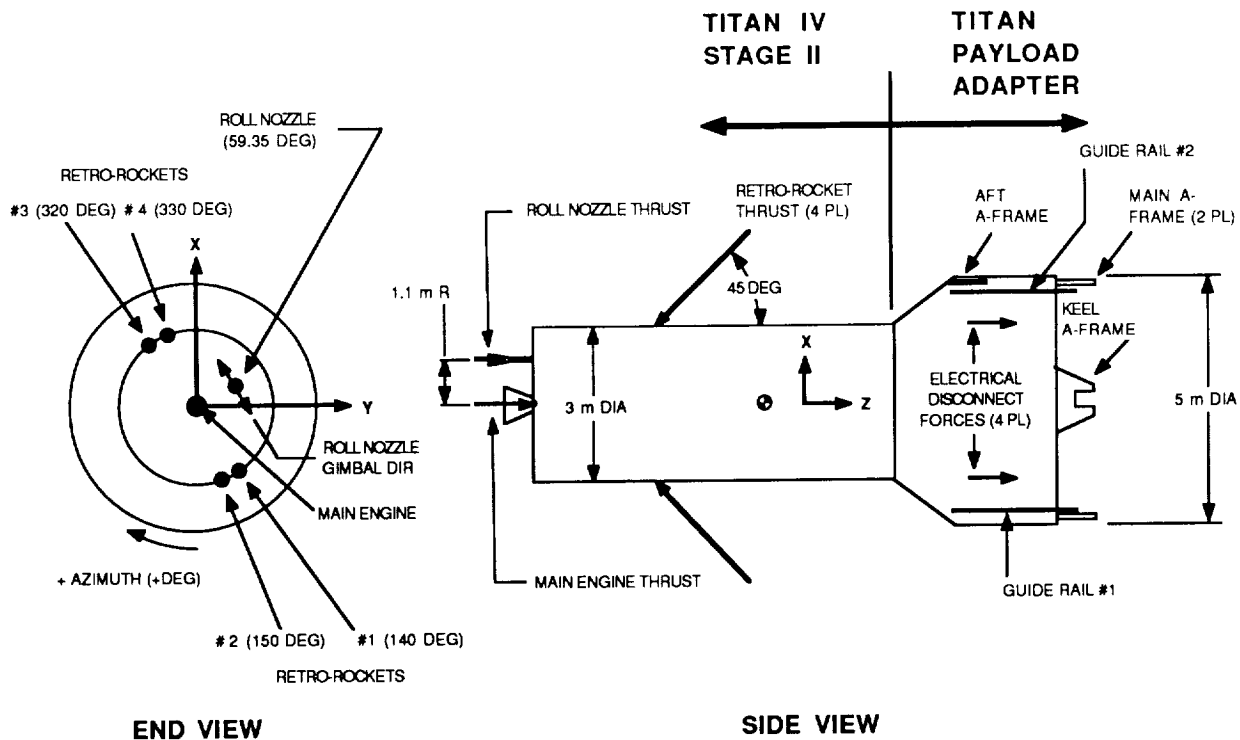 TITAN IV
STAGE II
TITAN
PAYLOAD
ADAPTER
ROLL NOZZLE
(59.35 DEG)
RETRO-ROCKETS
#3 (320 DEG) # 4 (330 DEG)
X
Y
ROLL NOZZLE
GIMBAL DIR
MAIN ENGINE
+ AZIMUTH (+DEG)
#2 (150 DEG) #1 (140 DEG)
RETRO-ROCKETS
END VIEW
GUIDE RAIL #2
ROLL NOZZLE THRUST
RETRO-ROCKET
THRUST (4 PL)
AFT
A-FRAME
MAIN A-
FRAME (2 PL)
1.1 m R
45 DEG
KEEL
A-FRAME
X
Z
3 m DIA
ELECTRICAL
DISCONNECT
FORCES (4 PL)
5 m DIA
MAIN ENGINE THRUST
GUIDE RAIL #1
SIDE VIEW